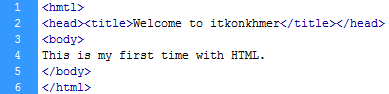 1 <hmtl>
2 <head><title>Welcome to itkonkhmer</title></head>
3 <body>
4 This is my first time with HTML.
5 </body>
6 </html>